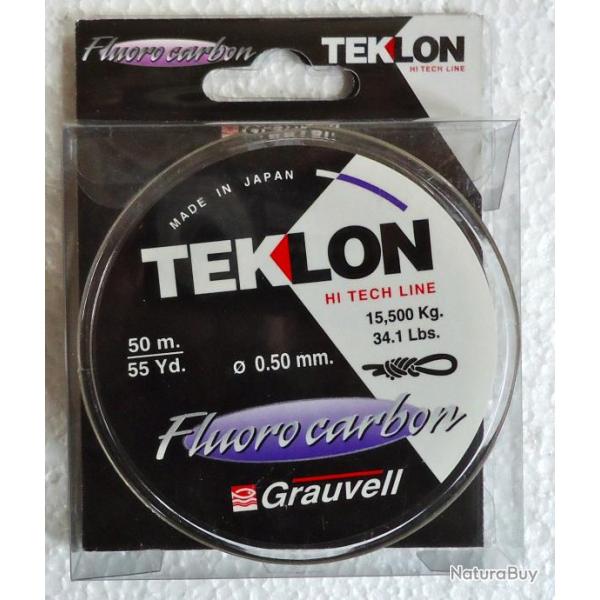 Fluoro carbon
TEKLON
HI TECH LINE
Grauvell
MADE IN JAPAN
TEKLON
HI TECH LINE
15,500 Kg.
34.1 Lbs.
50 m.
55 Yd.
ø 0.50 mm.
Fluoro carbon
Grauvell
NaturaBuy